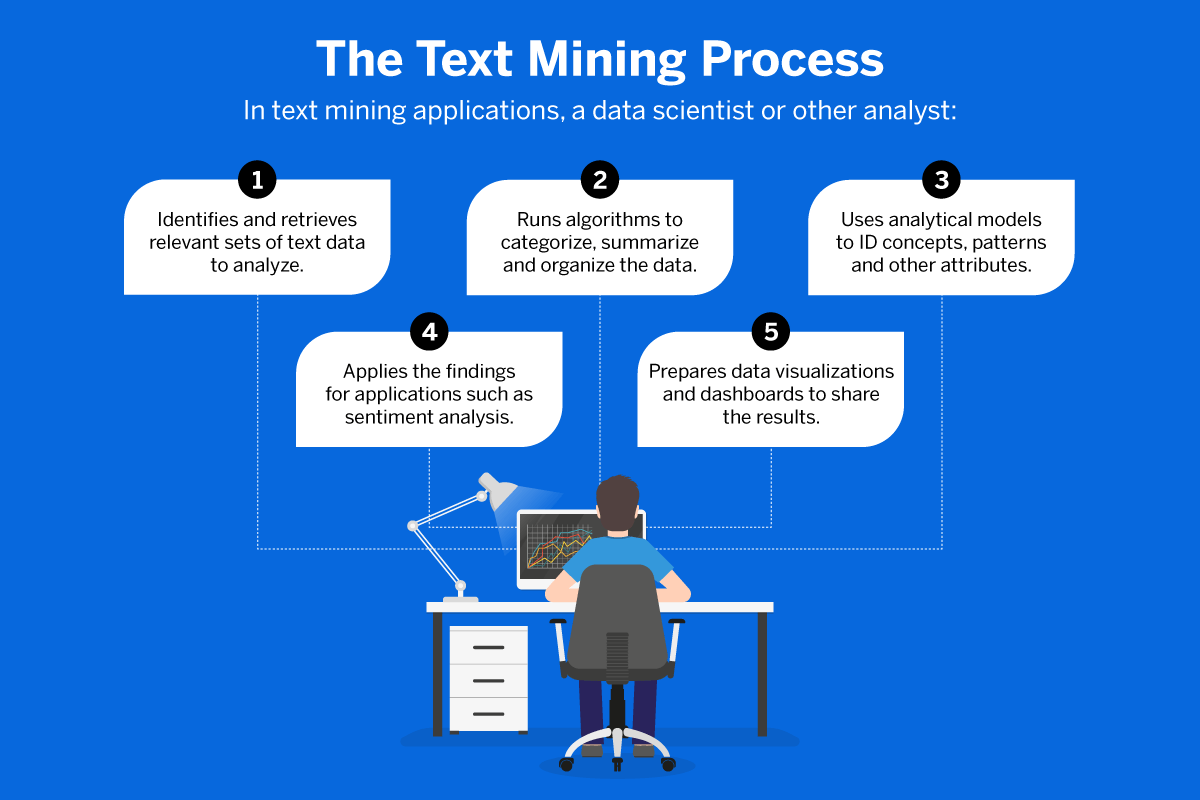 The Text Mining Process
In text mining applications, a data scientist or other analyst:
1
Identifies and retrieves
relevant sets of text data
to analyze.
2
Runs algorithms to
categorize, summarize
and organize the data.
3
Uses analytical models
to ID concepts, patterns
and other attributes.
4
Applies the findings
for applications such as
sentiment analysis.
5
Prepares data visualizations
and dashboards to share
the results.